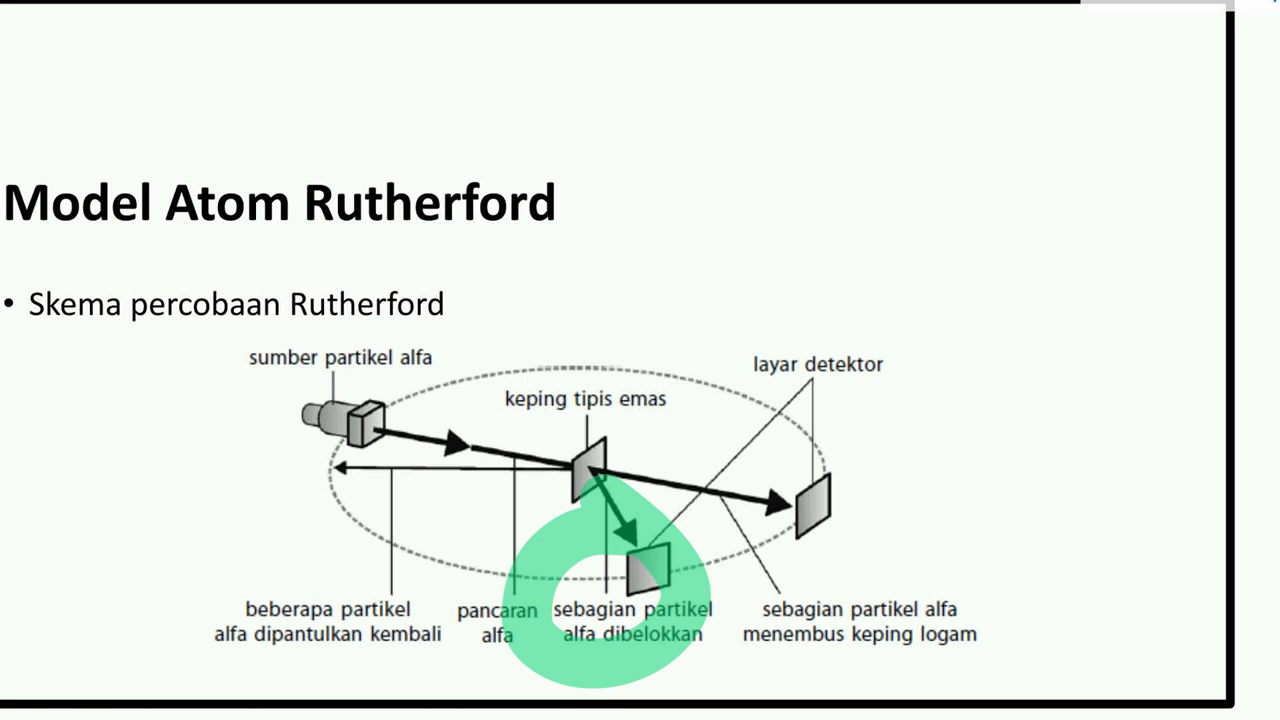 Model Atom Rutherford
• Skema percobaan Rutherford
sumber partikel alfa
layar detektor
keping tipis emas
beberapa partikel
alfa dipantulkan kembali
pancaran
alfa
sebagian partikel
alfa dibelokkan
sebagian partikel alfa
menembus keping logam